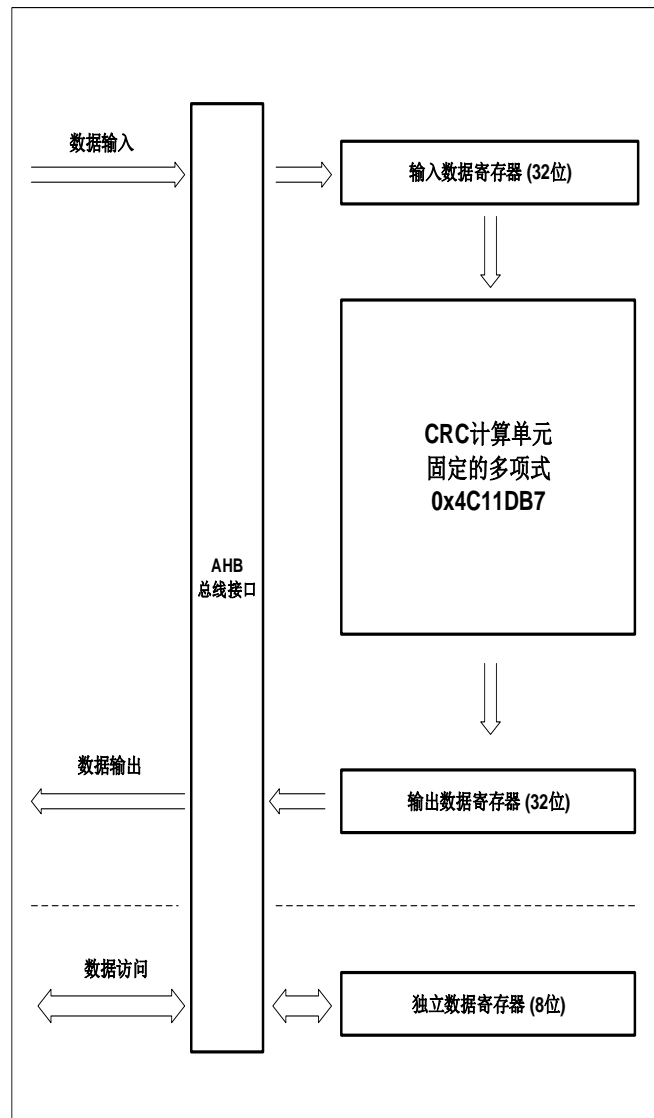 数据输入
输入数据寄存器 (32位)
CRC计算单元
固定的多项式
0x4C11DB7
AHB
总线接口
数据输出
输出数据寄存器 (32位)
数据访问
独立数据寄存器 (8位)